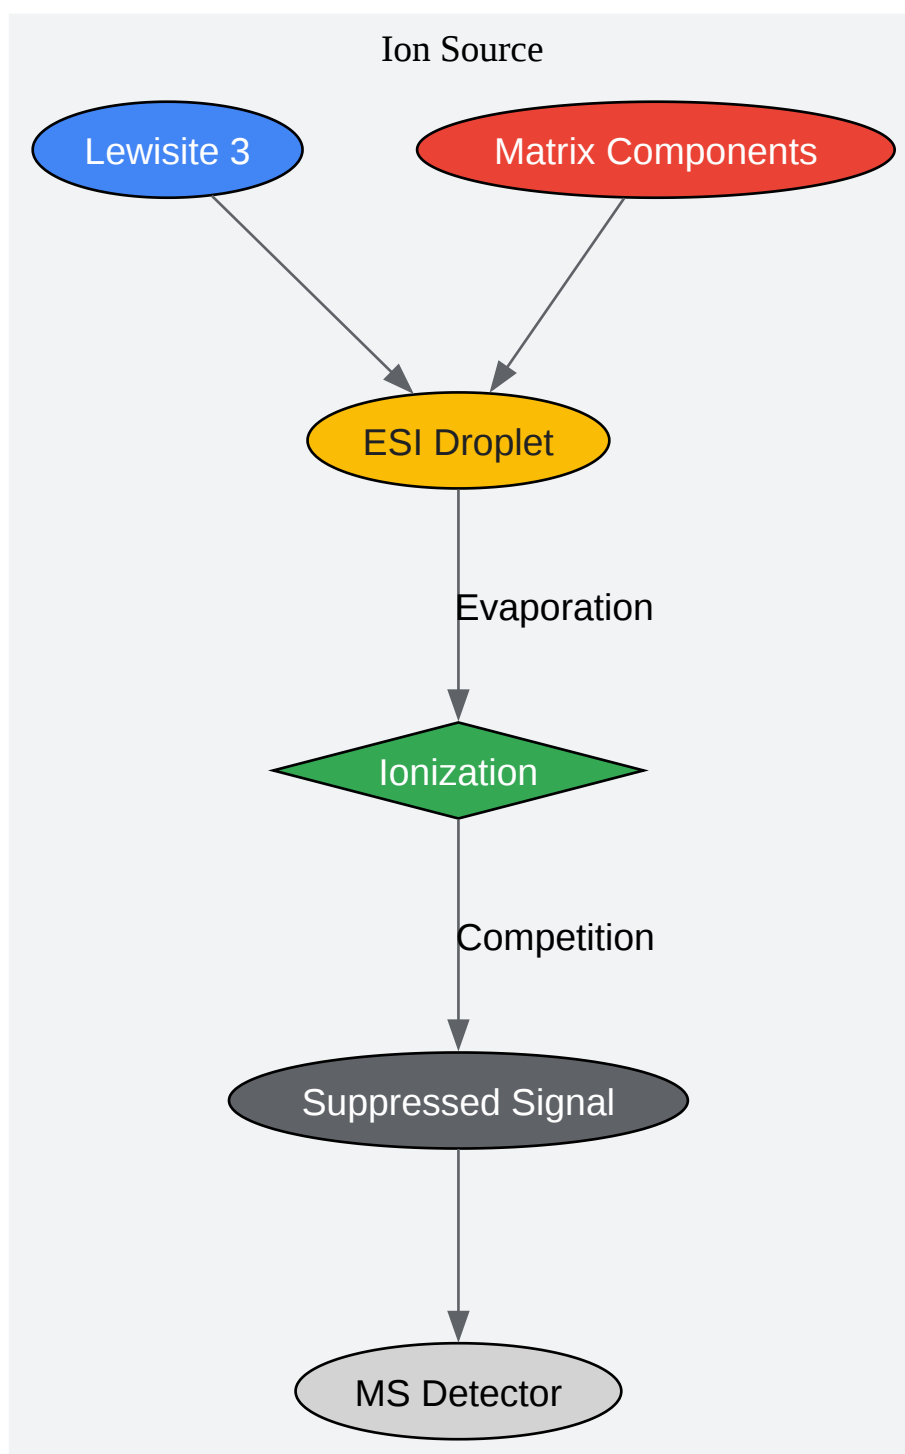 Ion Source
Lewisite 3
Matrix Components
ESI Droplet
Evaporation
Ionization
Competition
Suppressed Signal
MS Detector